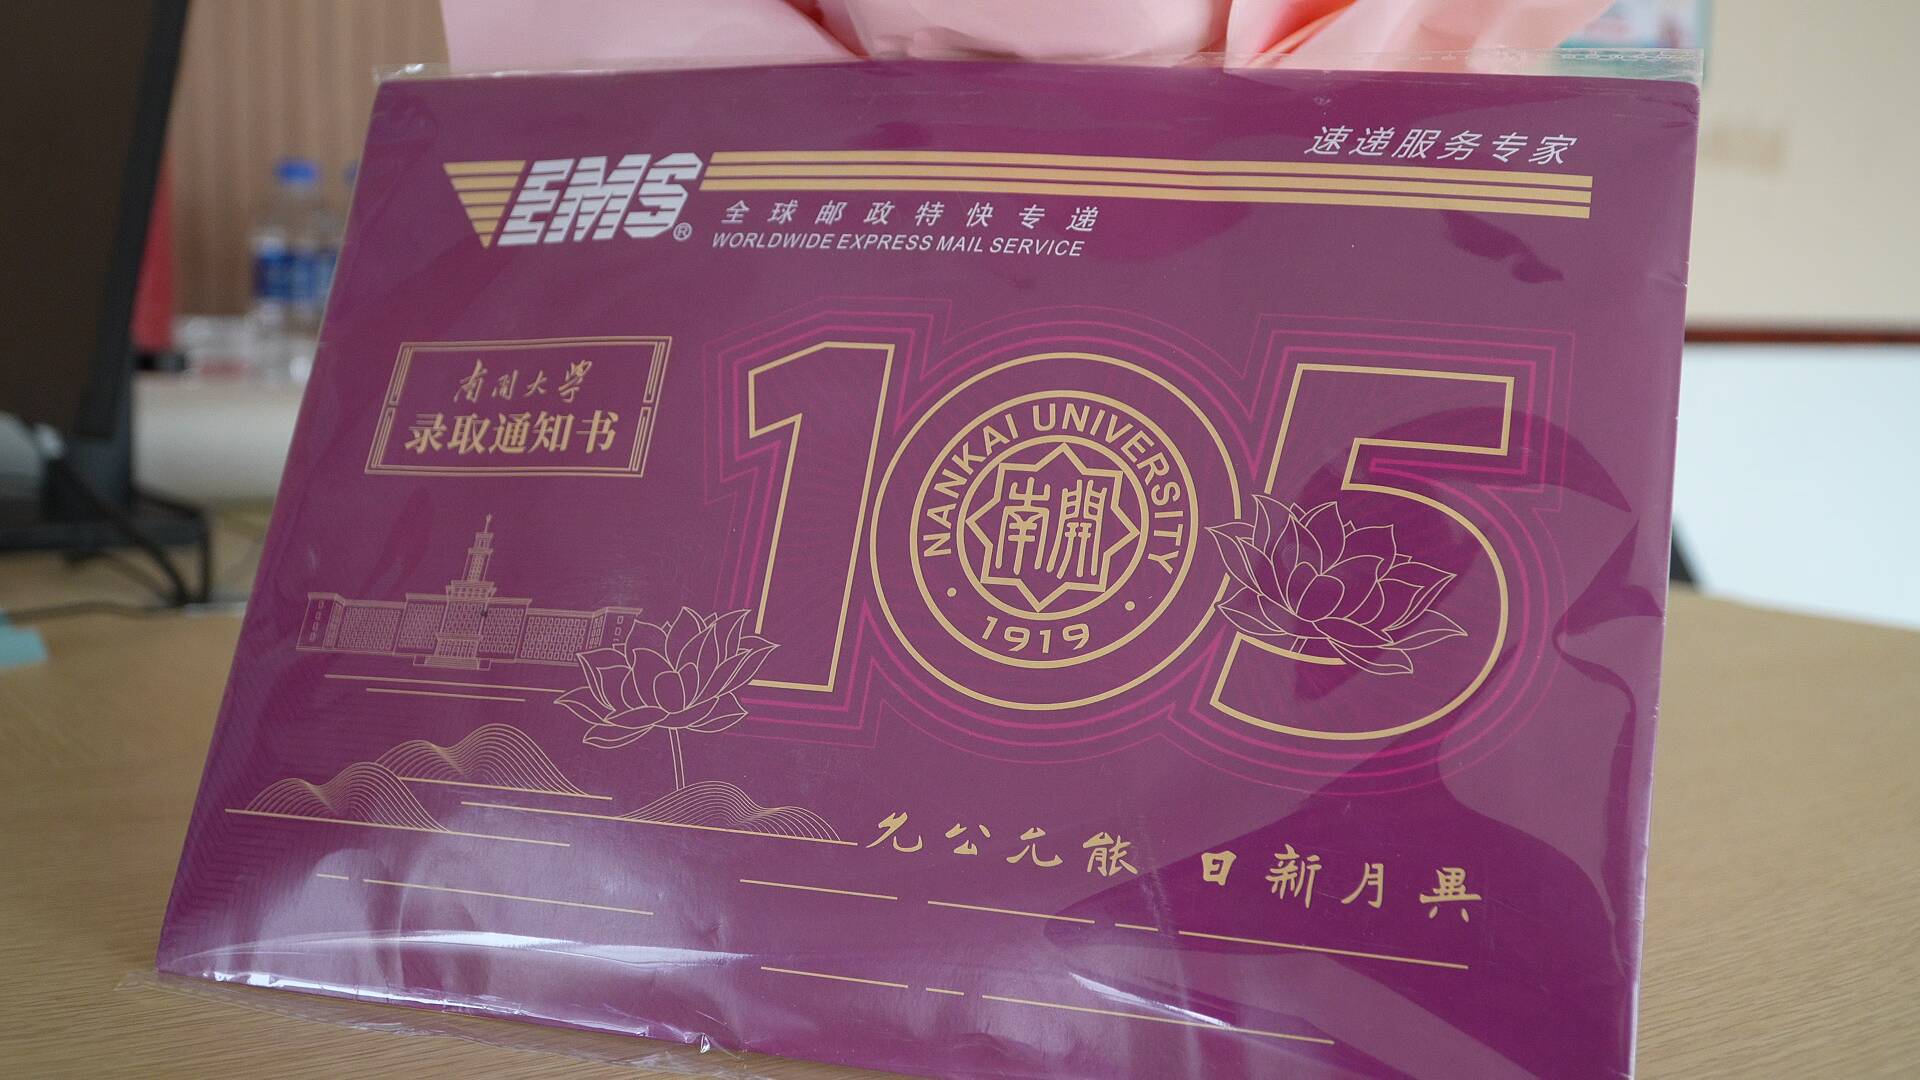 速递服务专家
EMS®
全球邮政特快专递
WORLDWIDE EXPRESS MAIL SERVICE
南開大學
录取通知书
105
NANKAI UNIVERSITY
南開
1919
允公允能 日新月異